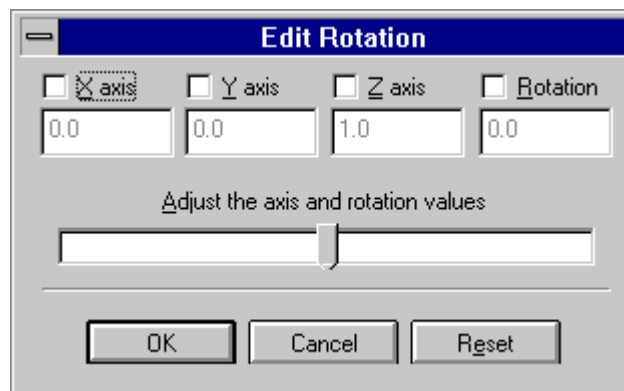 Edit Rotation
X axis Y axis Z axis Rotation
0.0 0.0 1.0 0.0
Adjust the axis and rotation values
OK Cancel Reset